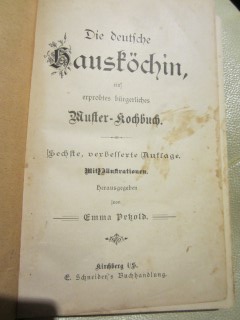 Die deutsche
Hausköchin,
ein
erprobtes bürgerliches
Muster-Kochbuch.
Sechste, verbesserte Auflage.
Mit Illustrationen.
Herausgegeben
von
Emma Petzold.
Kirchberg i/S.
E. Schneider's Buchhandlung.